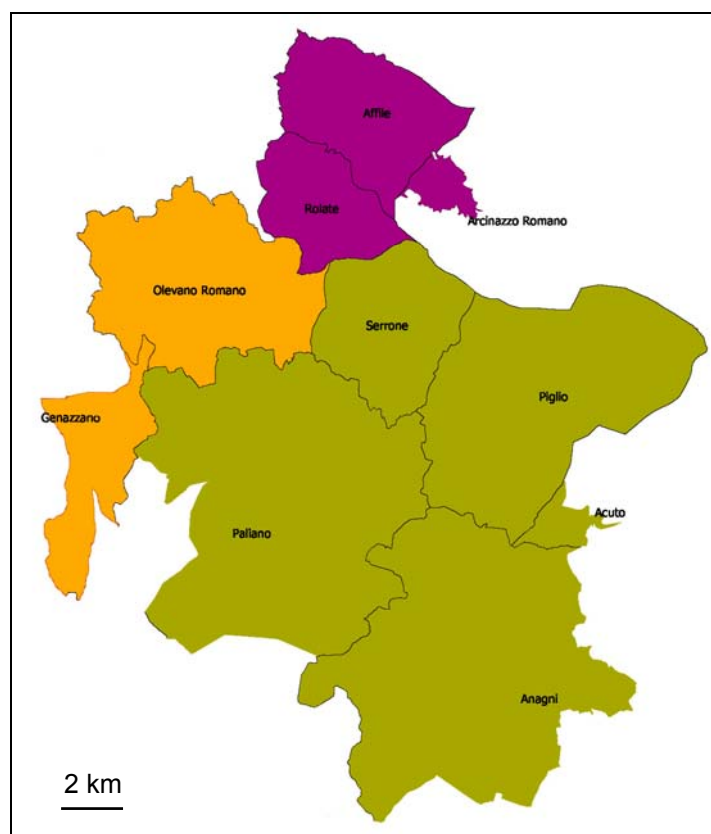 Affile
Roiate
Arcinazzo Romano
Olevano Romano
Serrone
Piglio
Genazzano
Acuto
Paliano
Anagni
2 km